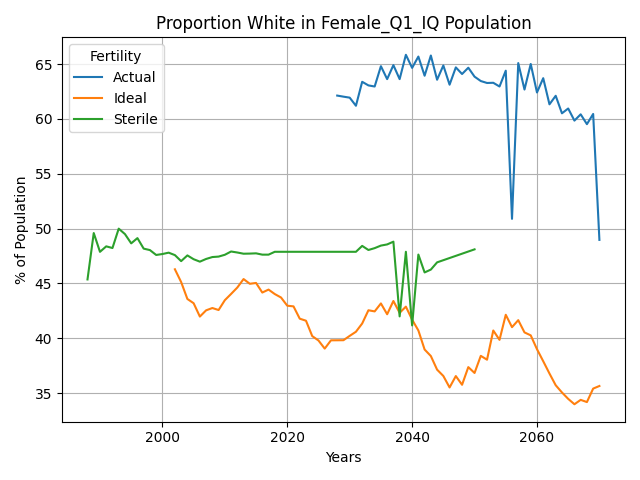 Proportion White in Female_Q1_IQ Population
Fertility
Actual
Ideal
Sterile
% of Population
65
60
55
50
45
40
35
2000
2020
2040
2060
Years